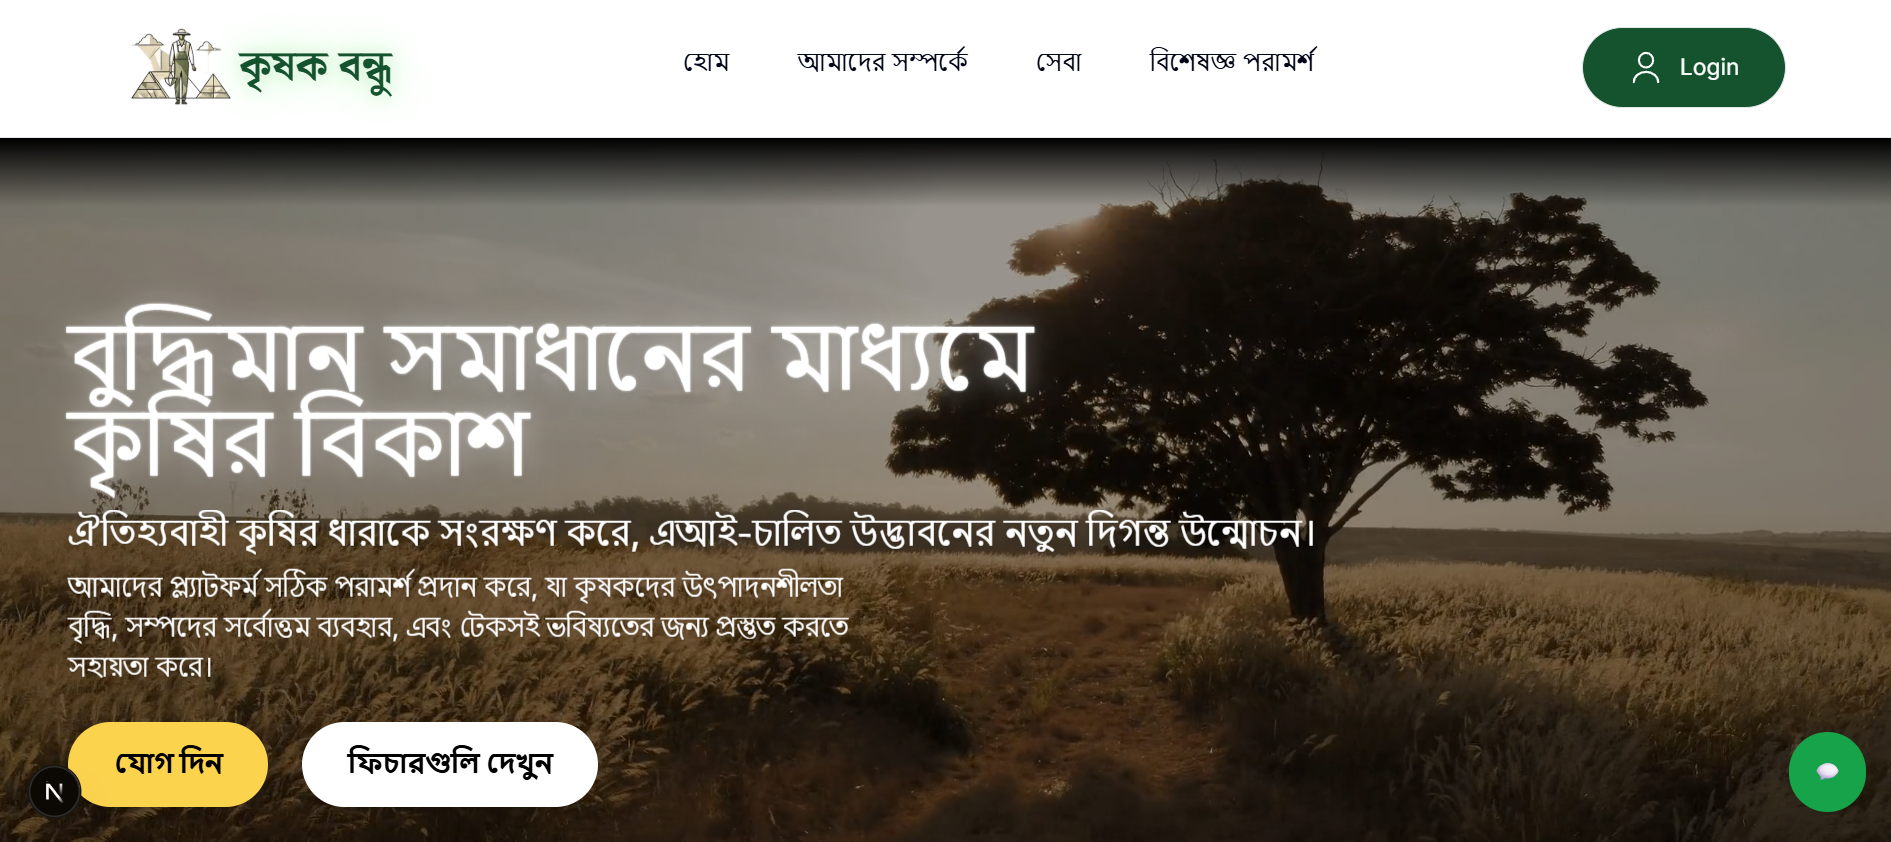 কৃষক বন্ধু
হোম
আমাদের সম্পর্কে
সেবা
বিশেষজ্ঞ পরামর্শ
Login
বুদ্ধিমান সমাধানের মাধ্যমে
কৃষির বিকাশ
ঐতিহ্যবাহী কৃষির ধারাকে সংরক্ষণ করে, এআই-চালিত উদ্ভাবনের নতুন দিগন্ত উন্মোচন।
আমাদের প্ল্যাটফর্ম সঠিক পরামর্শ প্রদান করে, যা কৃষকদের উৎপাদনশীলতা
বৃদ্ধি, সম্পদের সর্বোত্তম ব্যবহার, এবং টেকসই ভবিষ্যতের জন্য প্রস্তুত করতে
সহায়তা করে।
যোগ দিন
ফিচারগুলি দেখুন
N